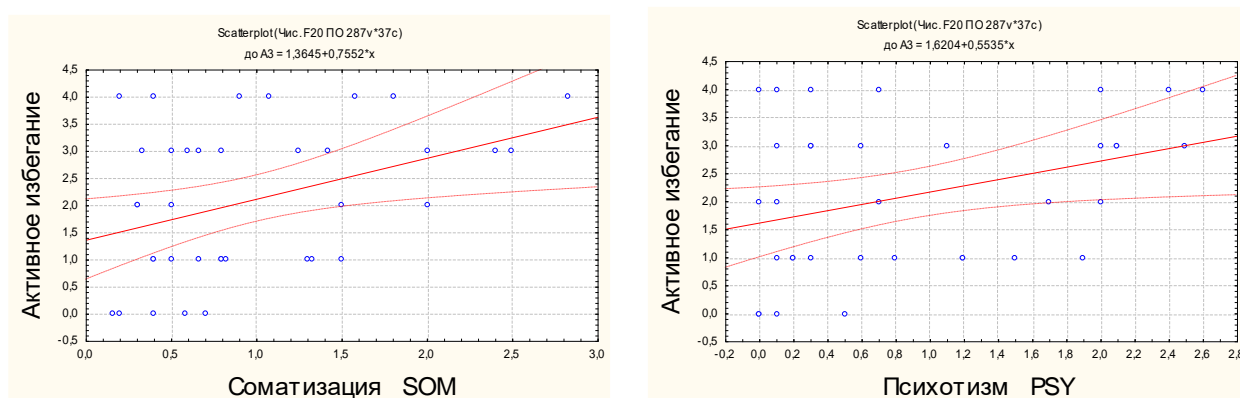 Scatterplot (Чис. F20 ПО 287v*37c)
до А3 = 1,3645+0,7552*x
4,5
4,0
3,5
3,0
2,5
2,0
1,5
1,0
0,5
0,0
-0,5
Активное избегание
0,0 0,5 1,0 1,5 2,0 2,5 3,0
Соматизация SOM
Scatterplot (Чис. F20 ПО 287v*37c)
до А3 = 1,6204+0,5535*x
4,5
4,0
3,5
3,0
2,5
2,0
1,5
1,0
0,5
0,0
-0,5
Активное избегание
-0,2 0,0 0,2 0,4 0,6 0,8 1,0 1,2 1,4 1,6 1,8 2,0 2,2 2,4 2,6 2,8
Психотизм PSY